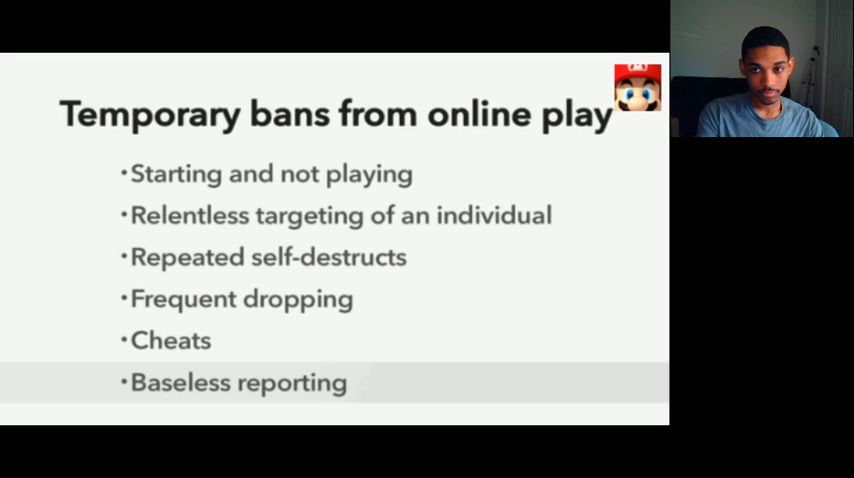 Temporary bans from online play
•Starting and not playing
•Relentless targeting of an individual
•Repeated self-destructs
•Frequent dropping
•Cheats
•Baseless reporting